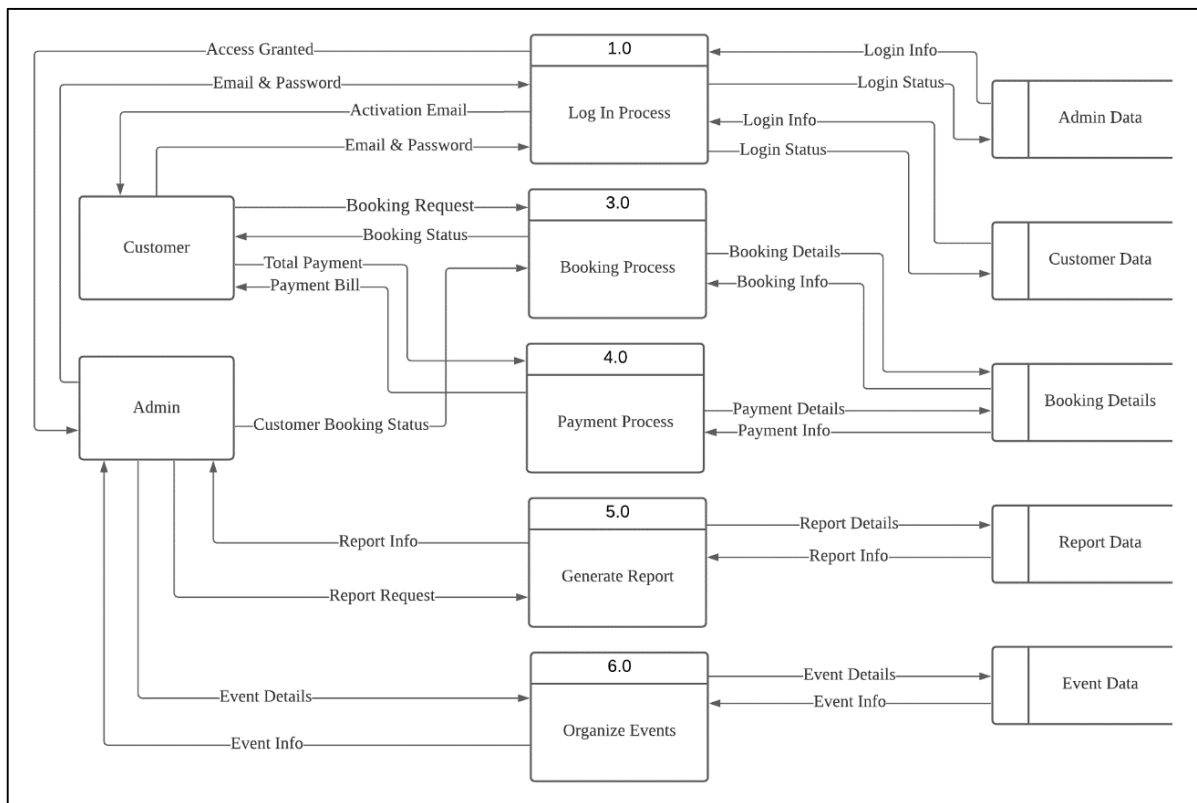 Access Granted
1.0
Login Info
Email & Password
Login Status
Activation Email
Log In Process
Admin Data
Login Info
Email & Password
Login Status
Booking Request
3.0
Booking Status
Customer
Booking Process
Booking Details
Customer Data
Total Payment
Payment Bill
Booking Info
4.0
Admin
Booking Details
Customer Booking Status
Payment Process
Payment Details
Payment Info
5.0
Report Details
Report Info
Report Data
Report Info
Generate Report
Report Request
6.0
Event Details
Event Data
Event Details
Event Info
Organize Events
Event Info